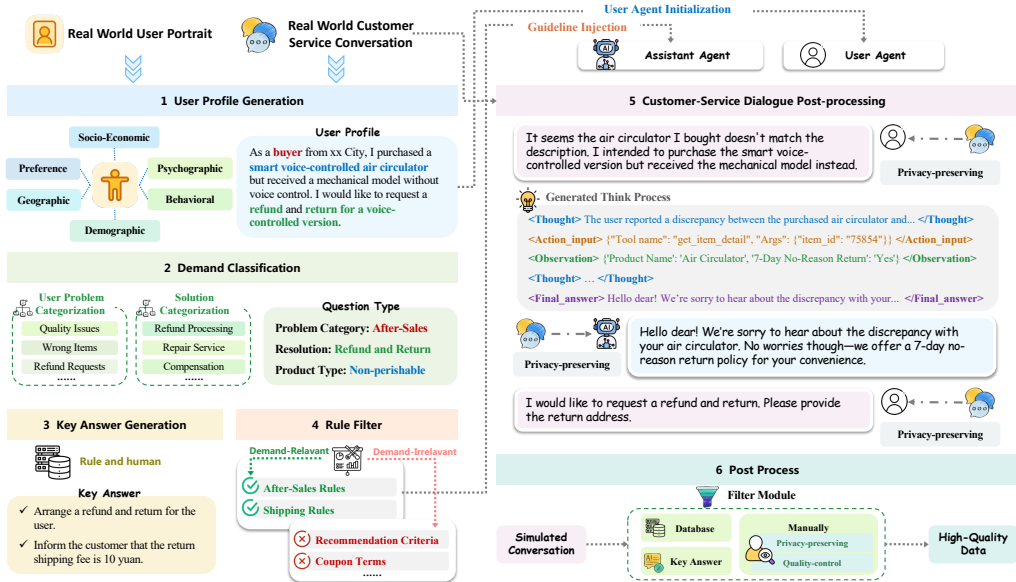 Real World User Portrait
Real World Customer
Service Conversation
User Agent Initialization
Guideline Injection
Assistant Agent
User Agent
1 User Profile Generation
Socio-Economic
Preference
Psychographic
Geographic
Behavioral
Demographic
User Profile
As a buyer from xx City, I purchased a
smart voice-controlled air circulator
but received a mechanical model without
voice control. I would like to request a
refund and return for a voice-
controlled version.
2 Demand Classification
User Problem
Categorization
Quality Issues
Wrong Items
Refund Requests
......
Solution
Categorization
Refund Processing
Repair Service
Compensation
......
Question Type
Problem Category: After-Sales
Resolution: Refund and Return
Product Type: Non-perishable
3 Key Answer Generation
Rule and human
Key Answer
✓ Arrange a refund and return for the
user.
✓ Inform the customer that the return
shipping fee is 10 yuan.
4 Rule Filter
Demand-Relavant
Demand-Irrelavant
After-Sales Rules
Shipping Rules
Recommendation Criteria
Coupon Terms
......
5 Customer-Service Dialogue Post-processing
It seems the air circulator I bought doesn't match the
description. I intended to purchase the smart voice-
controlled version but received the mechanical model instead.
Privacy-preserving
Generated Think Process
<Thought> The user reported a discrepancy between the purchased air circulator and... </Thought>
<Action_input> {"Tool name": "get_item_detail", "Args": {"item_id": "75854"}} </Action_input>
<Observation> {'Product Name': 'Air Circulator', '7-Day No-Reason Return': 'Yes'} </Observation>
<Thought> … </Thought>
<Final_answer> Hello dear! We're sorry to hear about the discrepancy with your... </Final_answer>
Privacy-preserving
Hello dear! We're sorry to hear about the discrepancy with
your air circulator. No worries though—we offer a 7-day no-
reason return policy for your convenience.
I would like to request a refund and return. Please provide
the return address.
Privacy-preserving
6 Post Process
Filter Module
Simulated
Conversation
Database
Key Answer
Manually
Privacy-preserving
Quality-control
High-Quality
Data